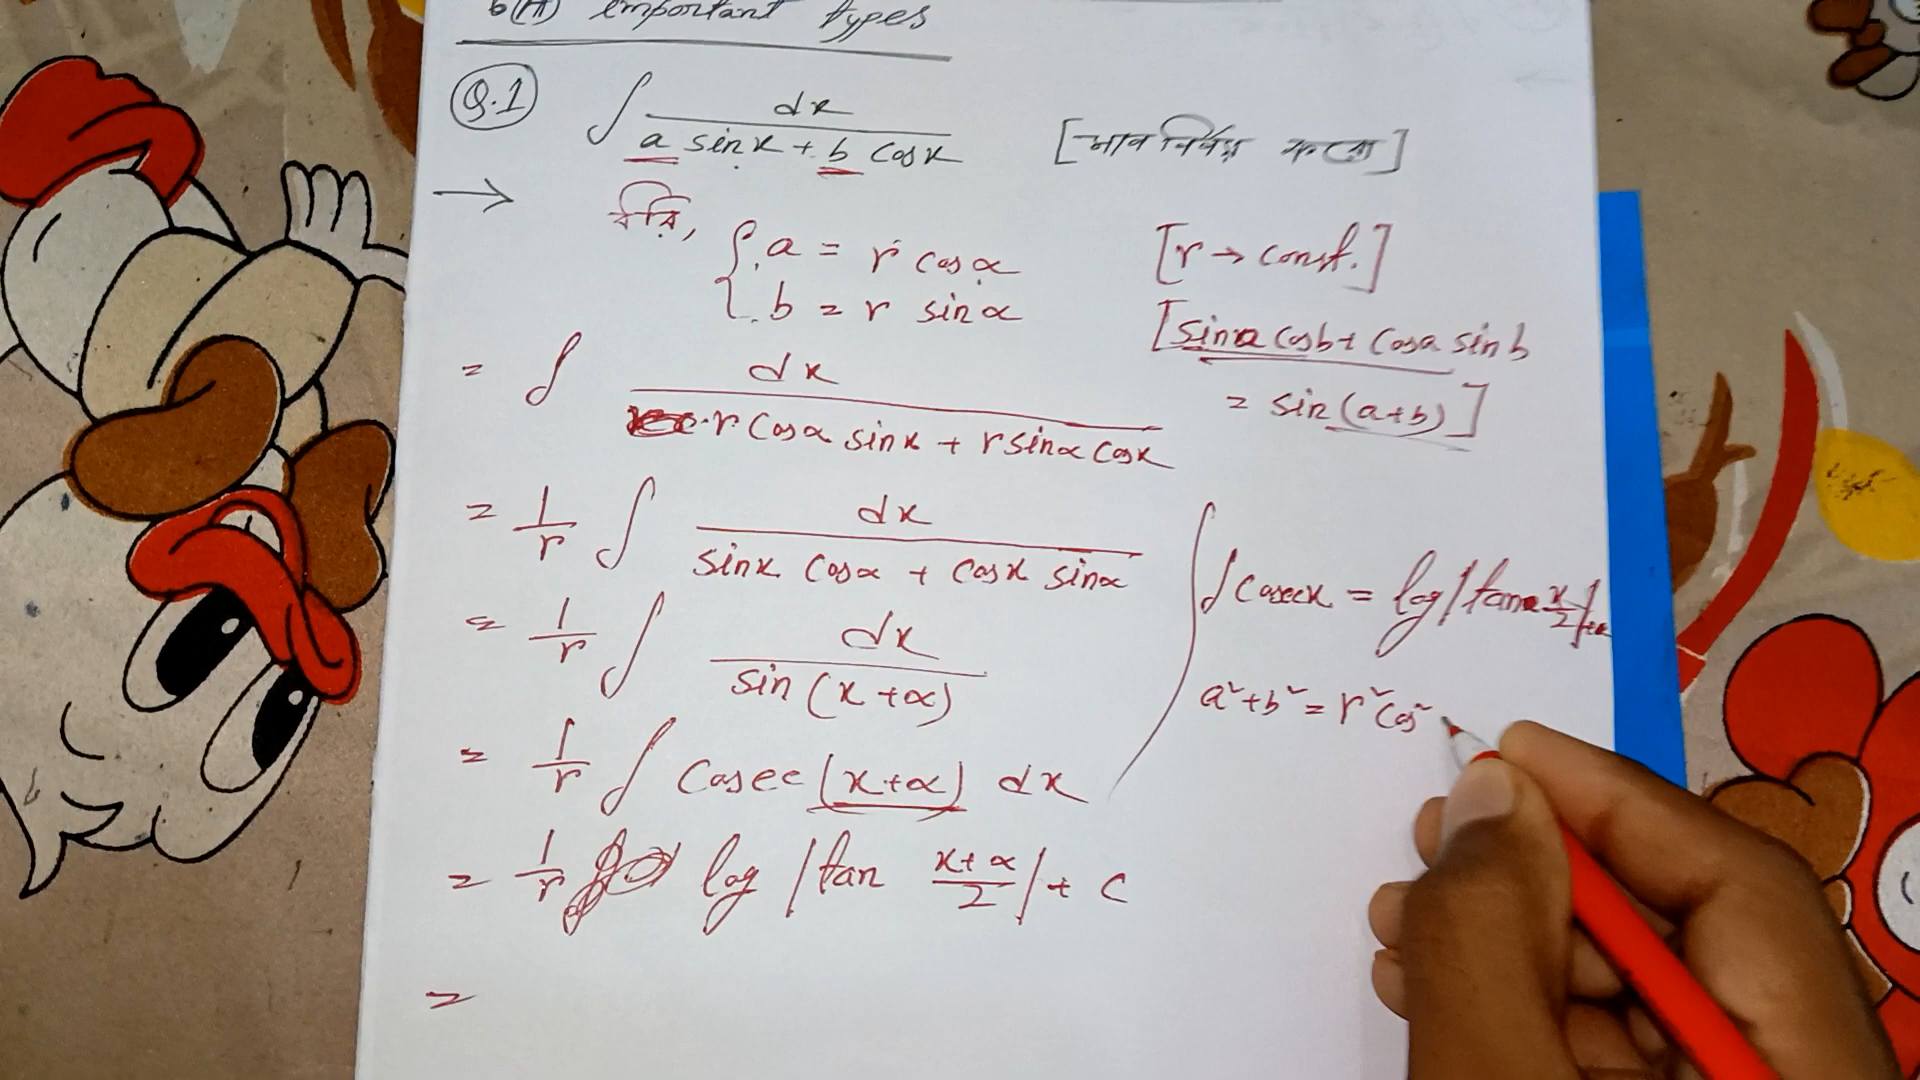 important types
Q.1 ∫ dx / a sinx + b cosx [মান নির্ণয় করো]
→ ধরি, { a = r cosα [r → const.]
b = r sinα
[sina cosb + cosa sinb
= sin(a+b)]
= ∫ dx / r cosα sinx + r sinα cosx
= 1/r ∫ dx / sinx cosα + cosx sinα
= 1/r ∫ dx / sin(x+α)
= 1/r ∫ cosec(x+α) dx
= 1/r log |tan x+α/2| + c
=
∫cosecx = log|tan x/2|+c
a² + b² = r² cos²